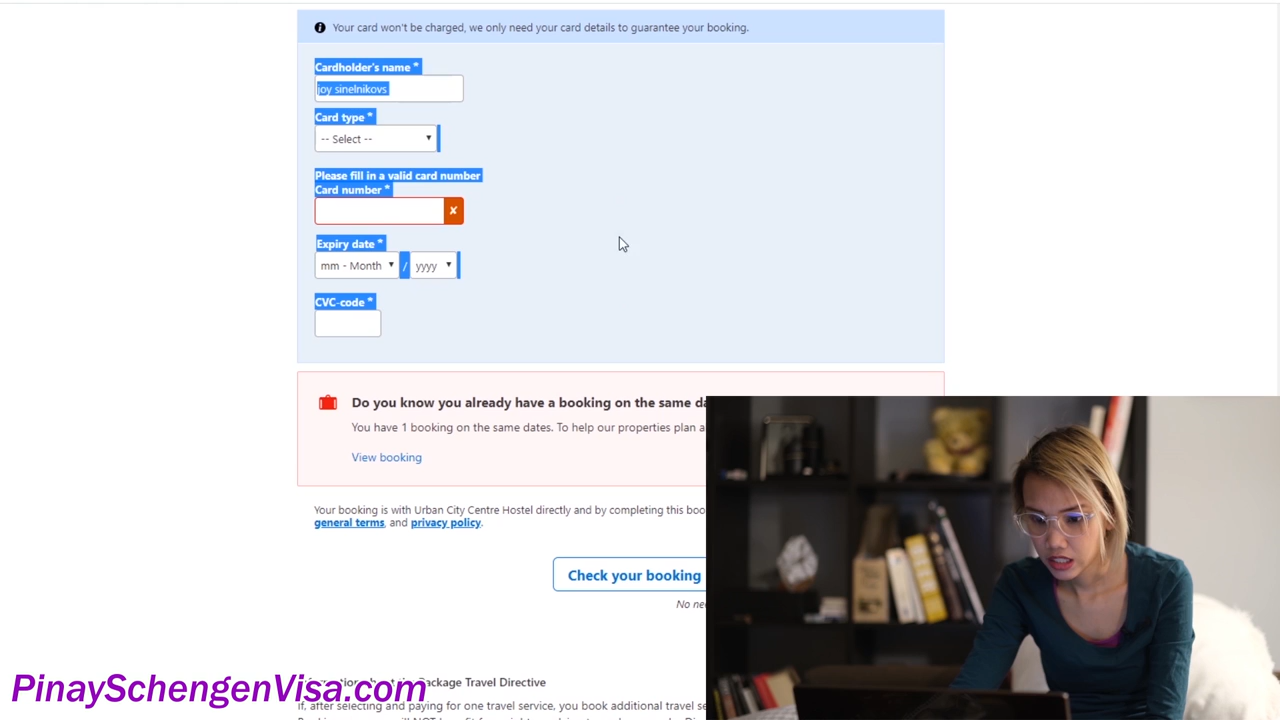 Your card won't be charged, we only need your card details to guarantee your booking.
Cardholder's name *
joy sinelnikovs
Card type *
-- Select --
Please fill in a valid card number
Card number *
Expiry date *
mm - Month / yyyy
CVC-code *
Do you know you already have a booking on the same da
You have 1 booking on the same dates. To help our properties plan a
View booking
Your booking is with Urban City Centre Hostel directly and by completing this boo
general terms, and privacy policy.
Check your booking
No ne
PinaySchengenVisa.com
ckage Travel Directive
if, after selecting and paying for one travel service, you book additional travel se